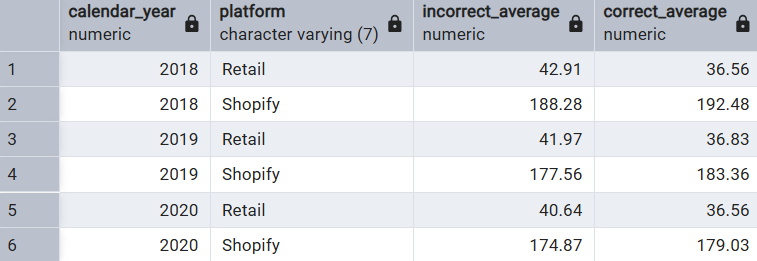 calendar_year platform incorrect_average correct_average
numeric character varying (7) numeric numeric
1 2018 Retail 42.91 36.56
2 2018 Shopify 188.28 192.48
3 2019 Retail 41.97 36.83
4 2019 Shopify 177.56 183.36
5 2020 Retail 40.64 36.56
6 2020 Shopify 174.87 179.03